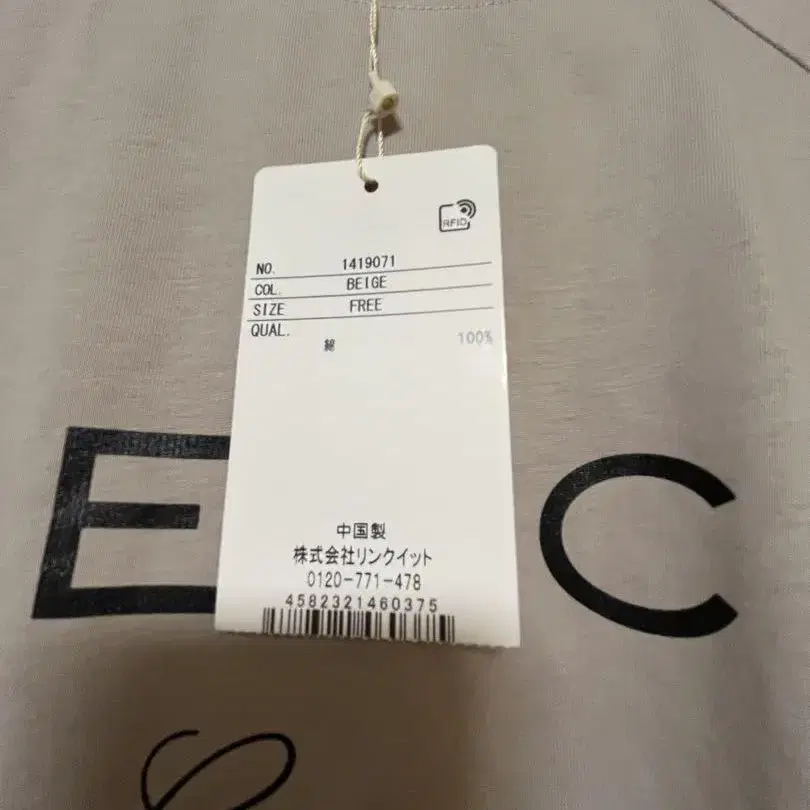 RFID
NO. 1419071
COL. BEIGE
SIZE FREE
QUAL.
綿 100%
E C
中国製
株式会社リンクイット
0120-771-478
4582321460375